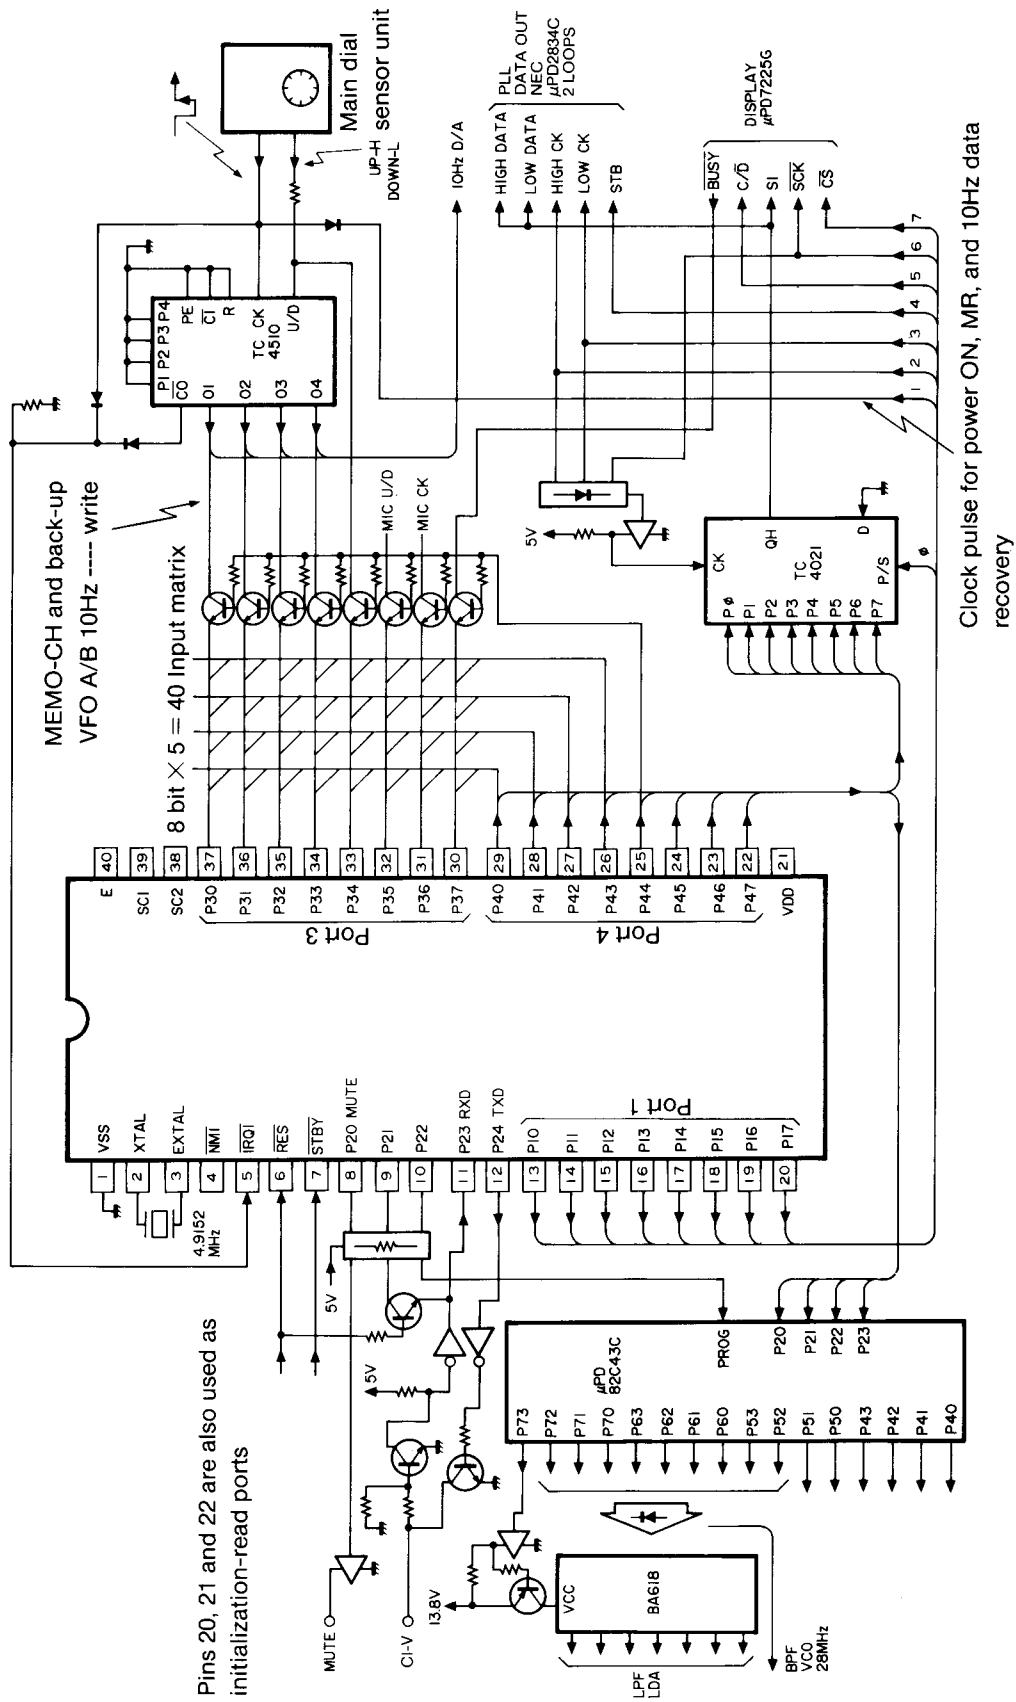 Pins 20, 21 and 22 are also used as
initialization-read ports
MEMO-CH and back-up
VFO A/B 10Hz ---- write
8 bit × 5 = 40 Input matrix
Main dial
sensor unit
UP-H
DOWN-L
10Hz D/A
P1 P2 P3 P4
CO
PE
CI
R
O1
O2
O3
O4
TC
4510
CK
U/D
MIC U/D
MIC CK
PLL
DATA OUT
NEC
μPD2834C
2 LOOPS
HIGH DATA
LOW DATA
HIGH CK
LOW CK
STB
DISPLAY
μPD7225G
BUSY
C/D
SI
SCK
CS
1
2
3
4
5
6
7
5V
CK
QH
D
TC
4021
P/S
PØ
P1
P2
P3
P4
P5
P6
P7
Ø
Clock pulse for power ON, MR, and 10Hz data
recovery
40 E
39 SC1
38 SC2
37 P30
36 P31
35 P32
34 P33
33 P34
32 P35
31 P36
30 P37
Port 3
29 P40
28 P41
27 P42
26 P43
25 P44
24 P45
23 P46
22 P47
Port 4
21 VDD
1 VSS
2 XTAL
3 EXTAL
4.9152
MHz
4 NMI
5 IRQ1
6 RES
7 STBY
8 P20 MUTE
9 P21
10 P22
11 P23 RXD
12 P24 TXD
13 P10
14 P11
15 P12
16 P13
17 P14
18 P15
19 P16
20 P17
Port 1
5V
5V
MUTE
CI-V
13.8V
μPD
82C43C
PROG
P20
P21
P22
P23
P73
P72
P71
P70
P63
P62
P61
P60
P53
P52
P51
P50
P43
P42
P41
P40
VCC
BA618
LPF
LDA
BPF
VCO
28MHz